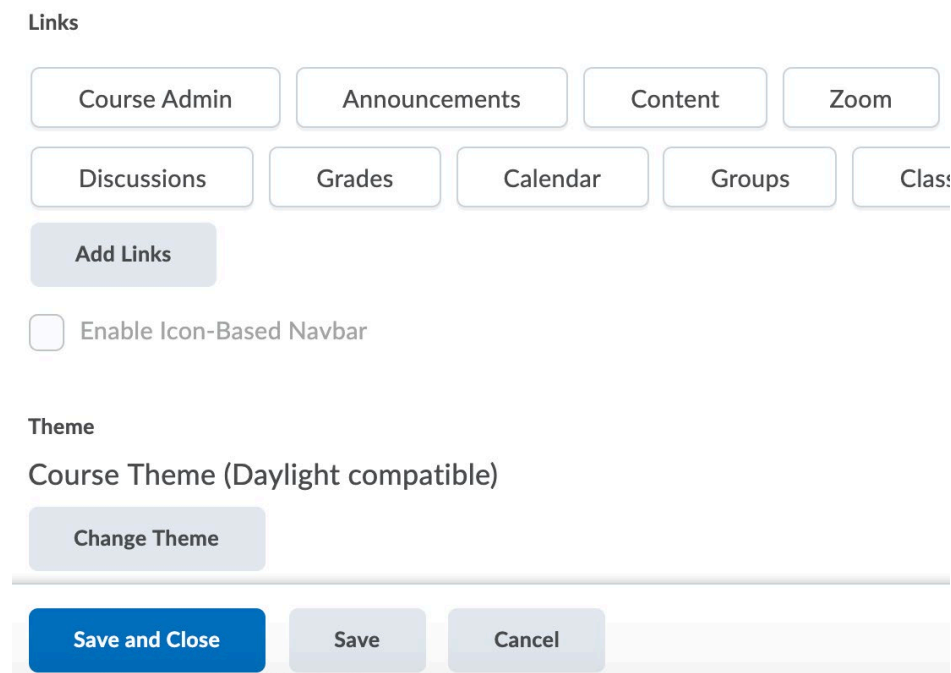 Links
Course Admin Announcements Content Zoom
Discussions Grades Calendar Groups
Add Links
Enable Icon-Based Navbar
Theme
Course Theme (Daylight compatible)
Change Theme
Save and Close Save Cancel